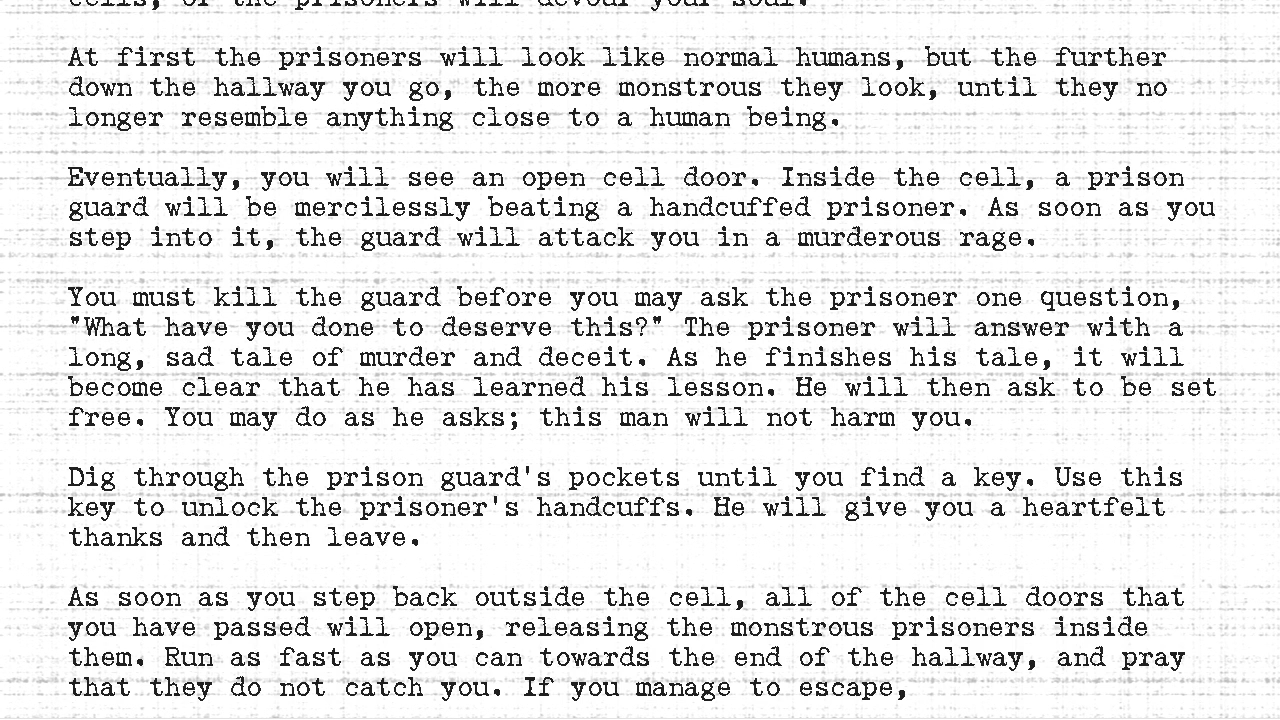 cells, or the prisoners will devour your soul.
At first the prisoners will look like normal humans, but the further
down the hallway you go, the more monstrous they look, until they no
longer resemble anything close to a human being.
Eventually, you will see an open cell door. Inside the cell, a prison
guard will be mercilessly beating a handcuffed prisoner. As soon as you
step into it, the guard will attack you in a murderous rage.
You must kill the guard before you may ask the prisoner one question,
"What have you done to deserve this?" The prisoner will answer with a
long, sad tale of murder and deceit. As he finishes his tale, it will
become clear that he has learned his lesson. He will then ask to be set
free. You may do as he asks; this man will not harm you.
Dig through the prison guard's pockets until you find a key. Use this
key to unlock the prisoner's handcuffs. He will give you a heartfelt
thanks and then leave.
As soon as you step back outside the cell, all of the cell doors that
you have passed will open, releasing the monstrous prisoners inside
them. Run as fast as you can towards the end of the hallway, and pray
that they do not catch you. If you manage to escape,